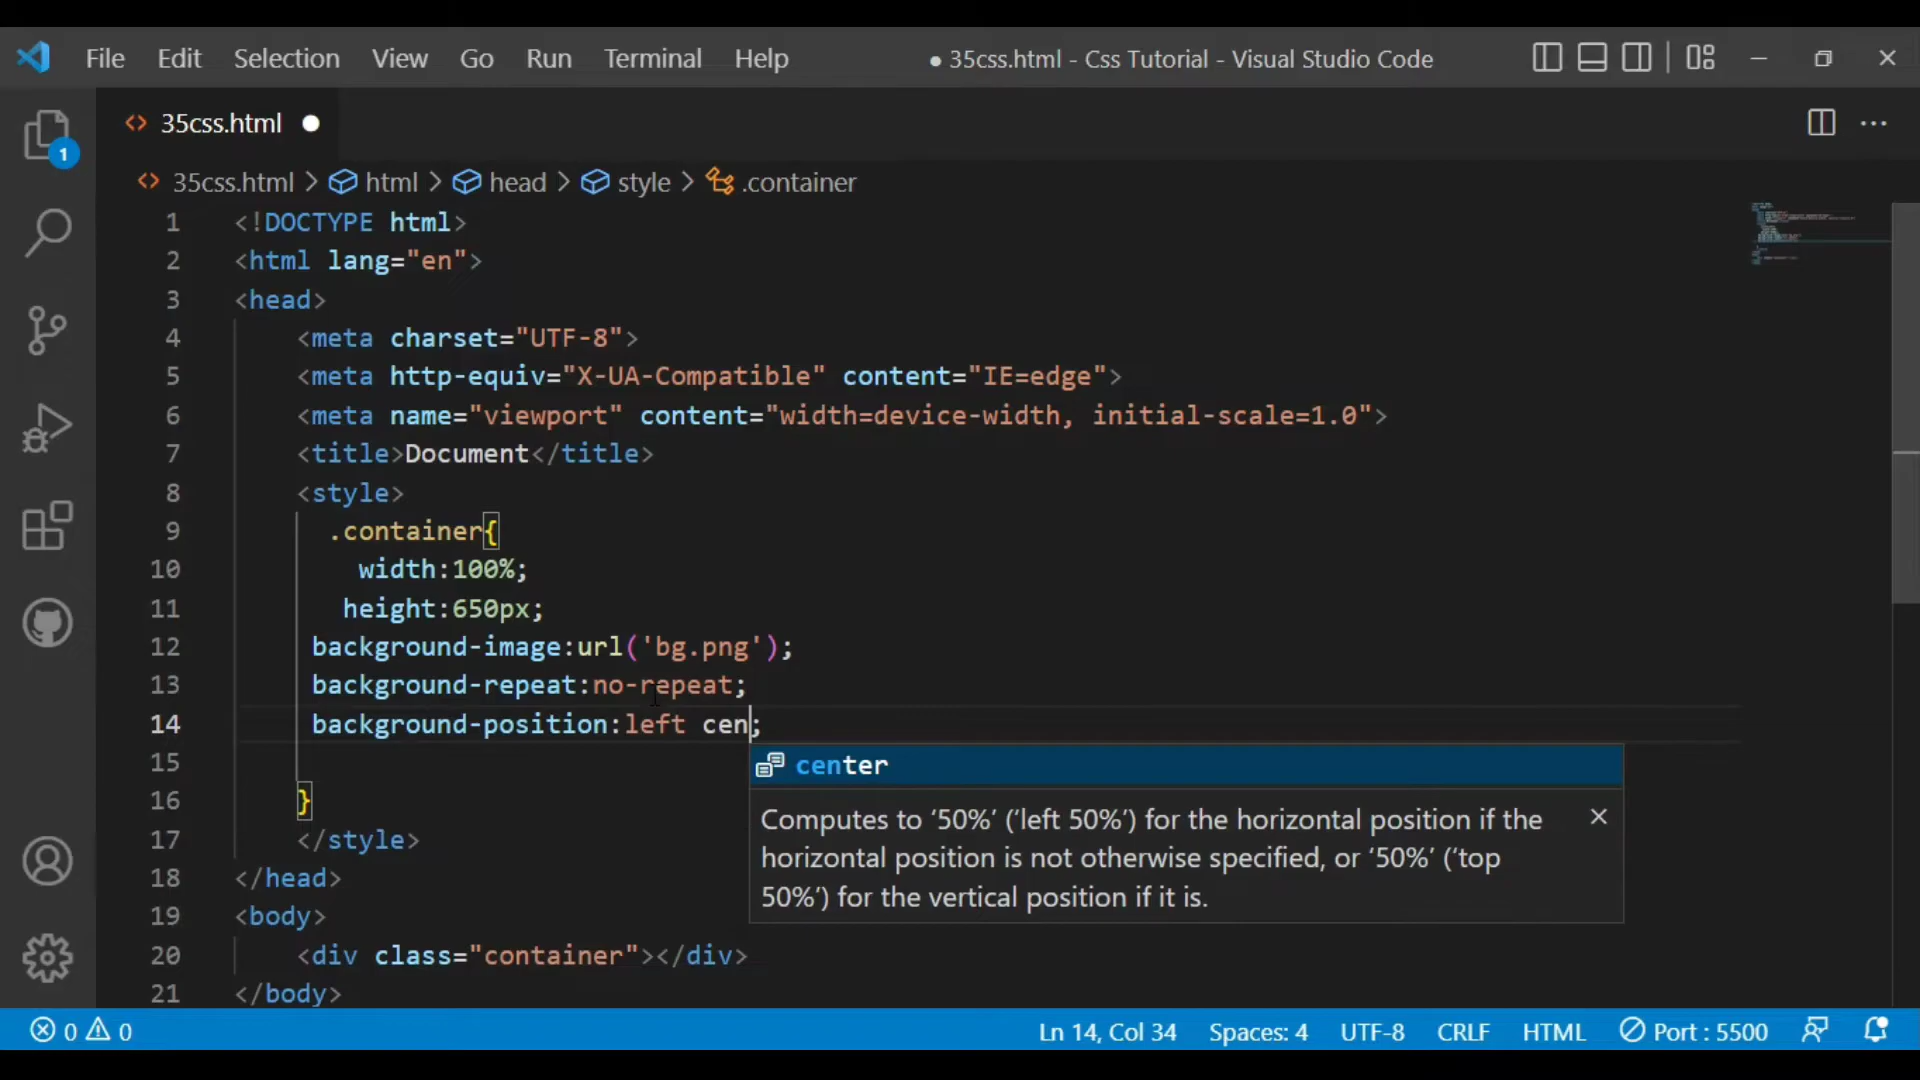 File Edit Selection View Go Run Terminal Help ● 35css.html - Css Tutorial - Visual Studio Code
35css.html
1
35css.html > html > head > style > .container
1 <!DOCTYPE html>
2 <html lang="en">
3 <head>
4 <meta charset="UTF-8">
5 <meta http-equiv="X-UA-Compatible" content="IE=edge">
6 <meta name="viewport" content="width=device-width, initial-scale=1.0">
7 <title>Document</title>
8 <style>
9 .container{
10 width:100%;
11 height:650px;
12 background-image:url('bg.png');
13 background-repeat:no-repeat;
14 background-position:left cen;
15
center
16 }
Computes to ‘50%’ (‘left 50%’) for the horizontal position if the
horizontal position is not otherwise specified, or ‘50%’ (‘top
50%’) for the vertical position if it is.
17 </style>
18 </head>
19 <body>
20 <div class="container"></div>
21 </body>
0 0 Ln 14, Col 34 Spaces: 4 UTF-8 CRLF HTML Port : 5500